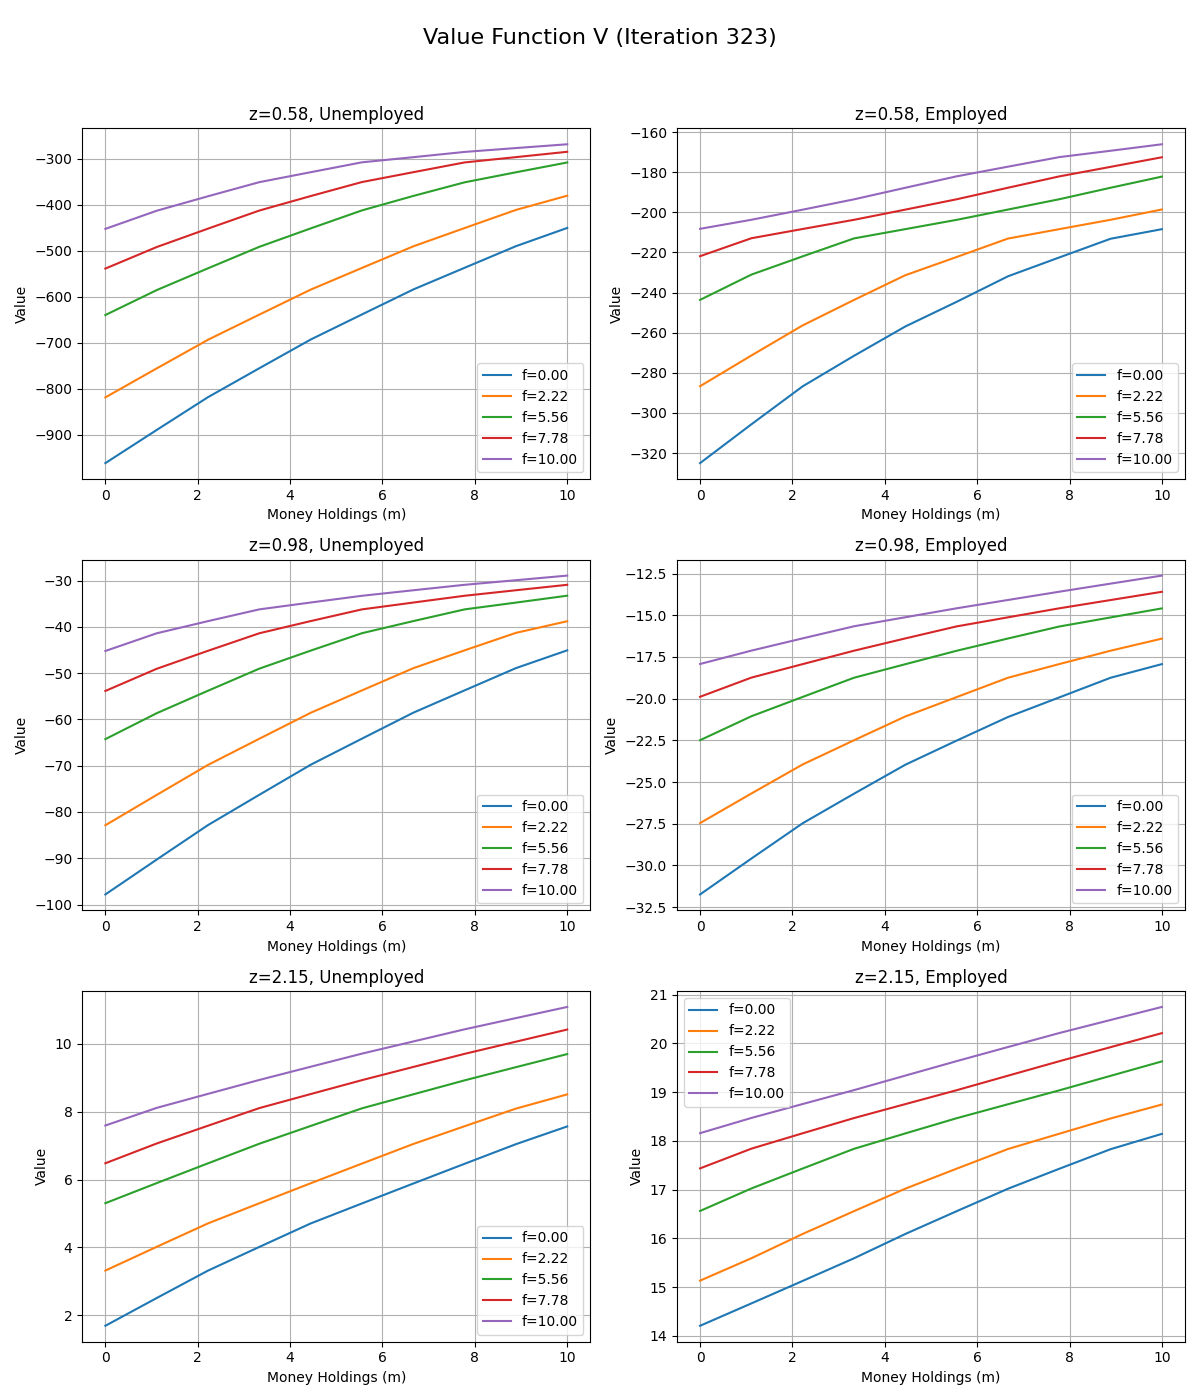 Value Function V (Iteration 323)
z=0.58, Unemployed
−300
−400
−500
−600
−700
−800
−900
Value
0 2 4 6 8 10
Money Holdings (m)
f=0.00
f=2.22
f=5.56
f=7.78
f=10.00
z=0.58, Employed
−160
−180
−200
−220
−240
−260
−280
−300
−320
Value
0 2 4 6 8 10
Money Holdings (m)
f=0.00
f=2.22
f=5.56
f=7.78
f=10.00
z=0.98, Unemployed
−30
−40
−50
−60
−70
−80
−90
−100
Value
0 2 4 6 8 10
Money Holdings (m)
f=0.00
f=2.22
f=5.56
f=7.78
f=10.00
z=0.98, Employed
−12.5
−15.0
−17.5
−20.0
−22.5
−25.0
−27.5
−30.0
−32.5
Value
0 2 4 6 8 10
Money Holdings (m)
f=0.00
f=2.22
f=5.56
f=7.78
f=10.00
z=2.15, Unemployed
10
8
6
4
2
Value
0 2 4 6 8 10
Money Holdings (m)
f=0.00
f=2.22
f=5.56
f=7.78
f=10.00
z=2.15, Employed
21
20
19
18
17
16
15
14
Value
0 2 4 6 8 10
Money Holdings (m)
f=0.00
f=2.22
f=5.56
f=7.78
f=10.00